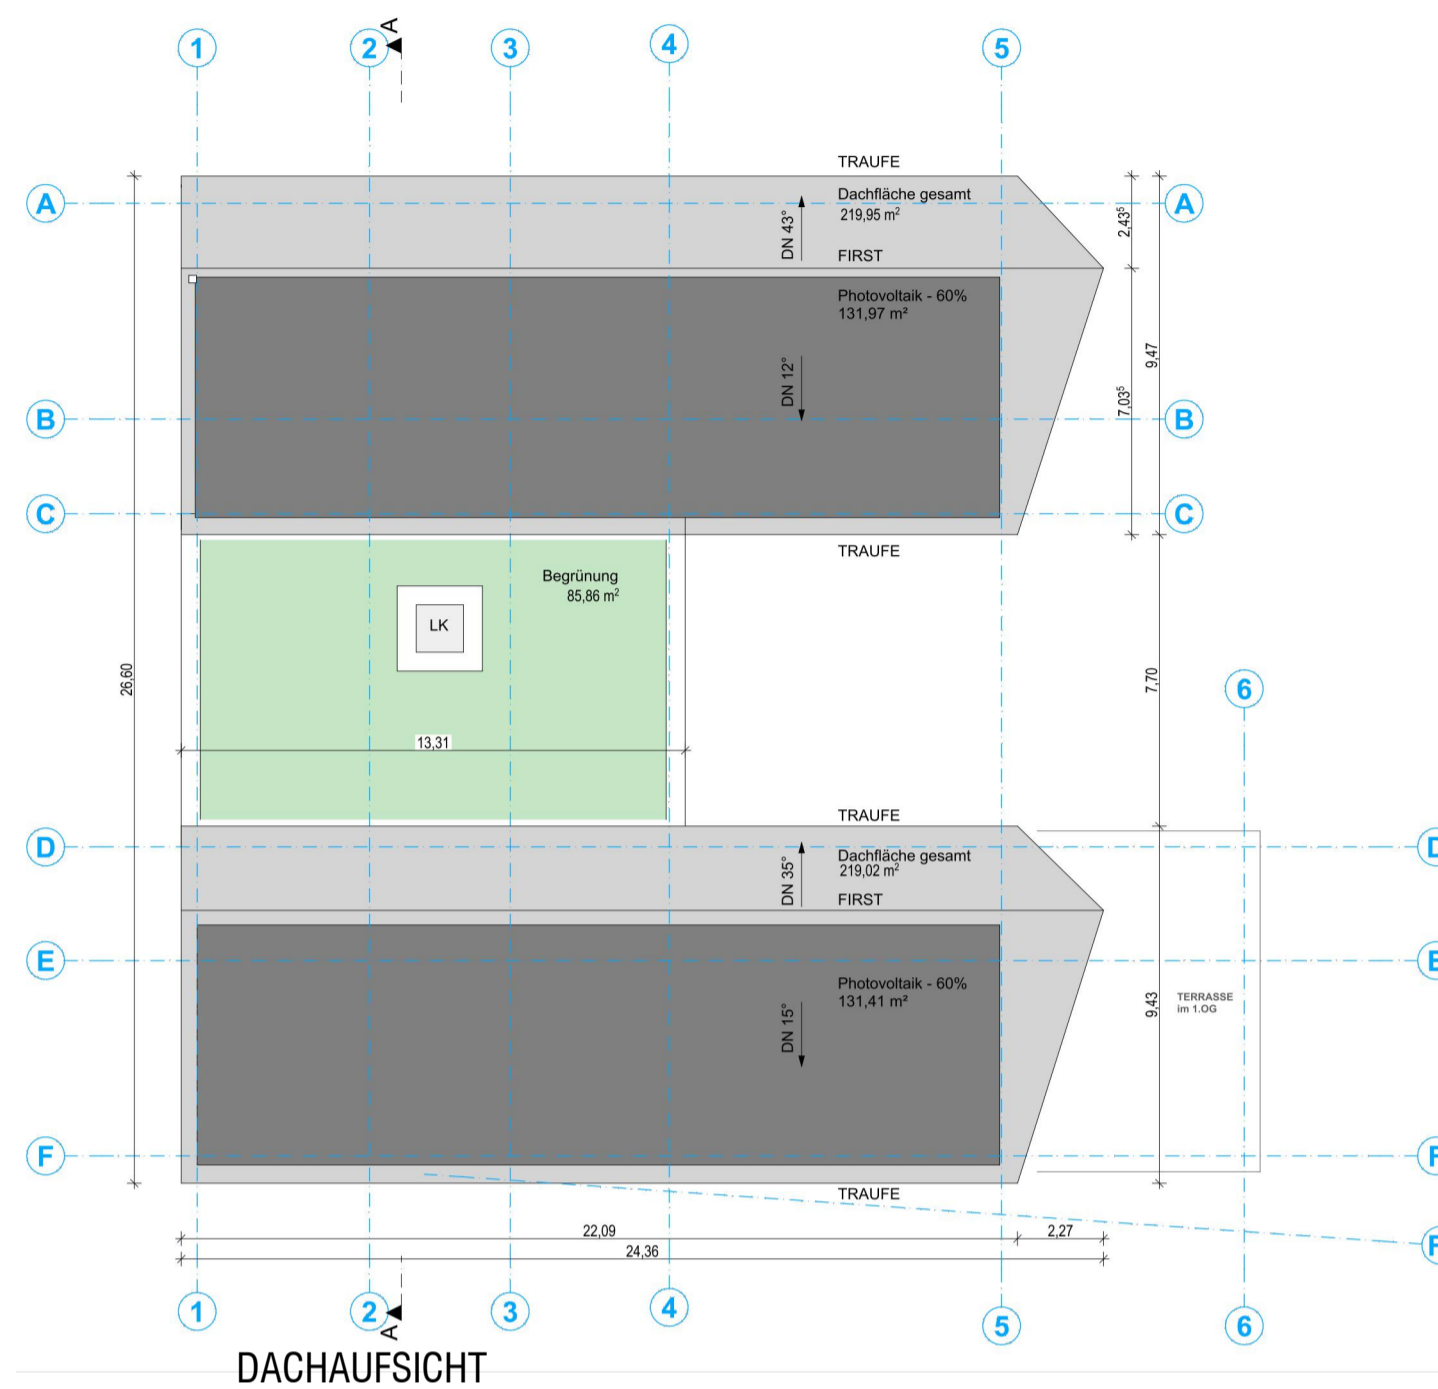 A
1 2 3 4 5
TRAUFE
A
Dachfläche gesamt
219,95 m²
A
DN 43°
2,43⁵
FIRST
Photovoltaik - 60%
131,97 m²
9,47
DN 12°
7,03⁵
B
B
C
C
TRAUFE
Begrünung
85,86 m²
LK
26,60
7,70
6
13,31
TRAUFE
D
D
Dachfläche gesamt
219,02 m²
DN 35°
FIRST
E
E
Photovoltaik - 60%
131,41 m²
9,43
TERRASSE
im 1.OG
DN 15°
F
F
TRAUFE
22,09
2,27
F
24,36
1 2 3 4 5 6
A
DACHAUFSICHT